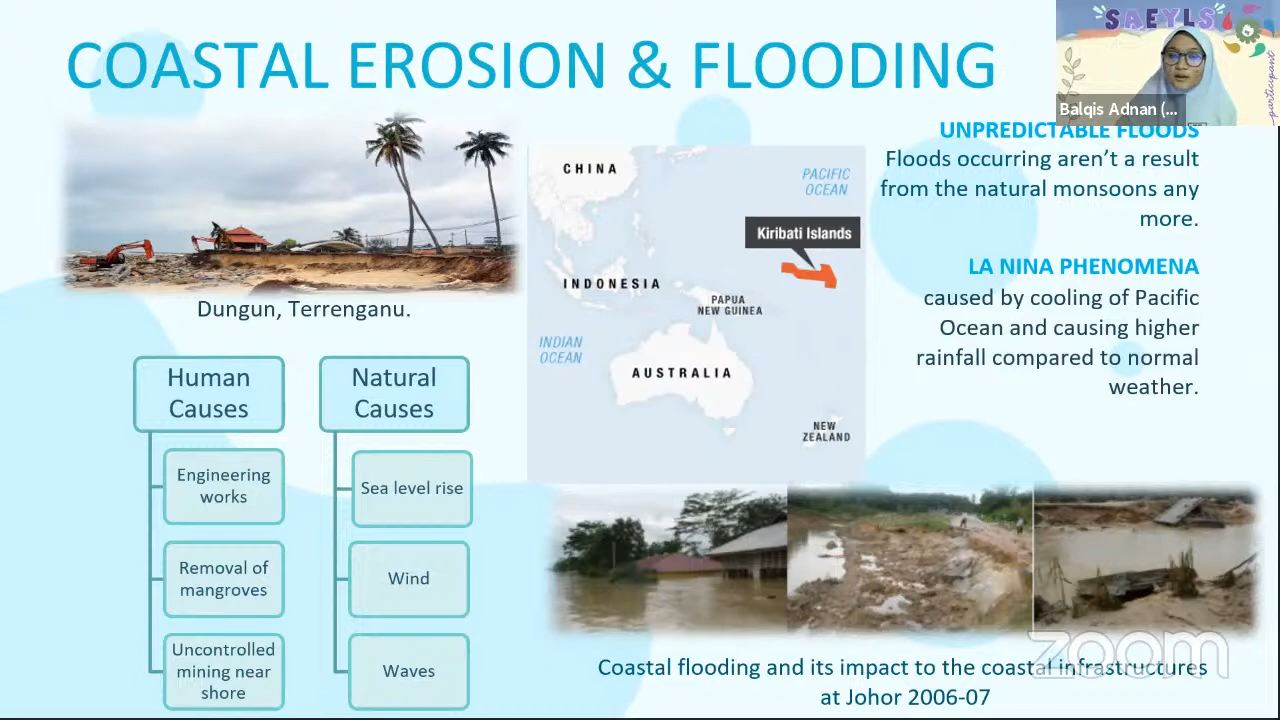 COASTAL EROSION & FLOODING
"SAEYLS"
participant
Balqis Adnan (...
UNPREDICTABLE FLOODS
Floods occurring aren't a result
from the natural monsoons any
more.
LA NINA PHENOMENA
caused by cooling of Pacific
Ocean and causing higher
rainfall compared to normal
weather.
CHINA
PACIFIC
OCEAN
Kiribati Islands
INDONESIA
PAPUA
NEW GUINEA
INDIAN
OCEAN
AUSTRALIA
NEW
ZEALAND
Dungun, Terrenganu.
Human
Causes
Engineering
works
Removal of
mangroves
Uncontrolled
mining near
shore
Natural
Causes
Sea level rise
Wind
Waves
zoom
Coastal flooding and its impact to the coastal infrastructures
at Johor 2006-07